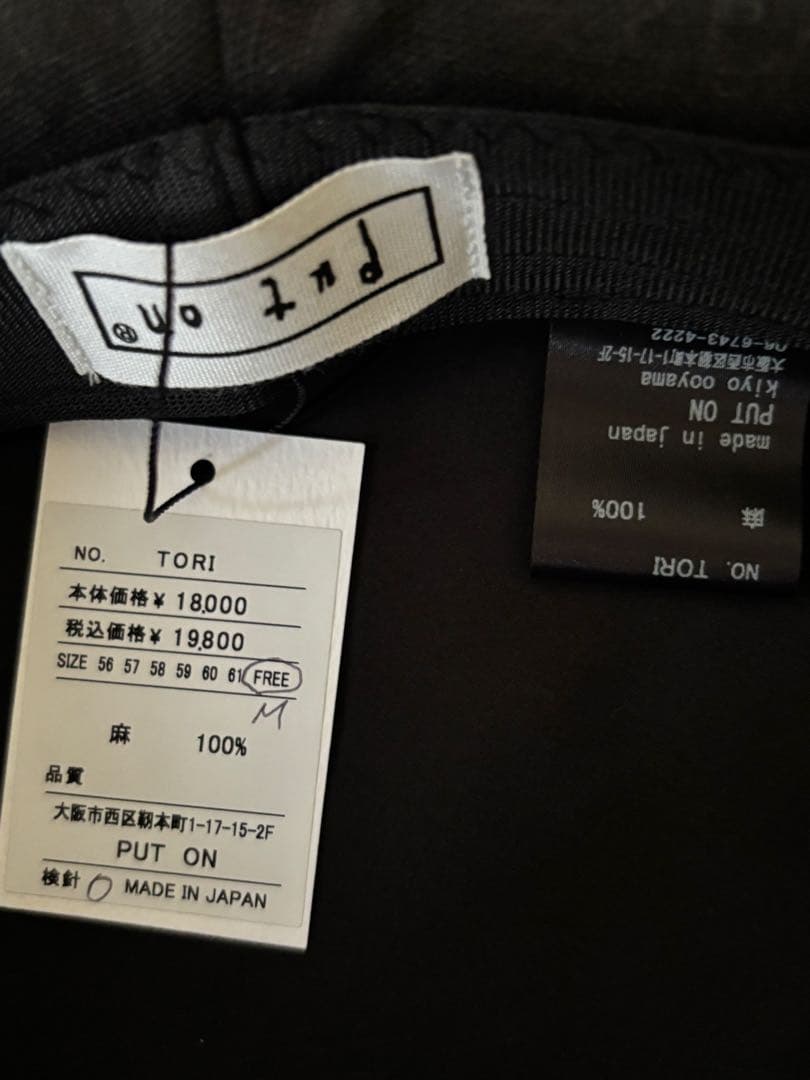 put on®
NO. TORI
本体価格¥ 18,000
税込価格¥ 19,800
SIZE 56 57 58 59 60 61 FREE
M
麻 100%
品質
大阪市西区靭本町1-17-15-2F
PUT ON
検針 MADE IN JAPAN
NO. TORI
麻 100%
made in japan
PUT ON
kiyo ooyama
大阪市西区靭本町1-17-15-2F
06-6743-4222